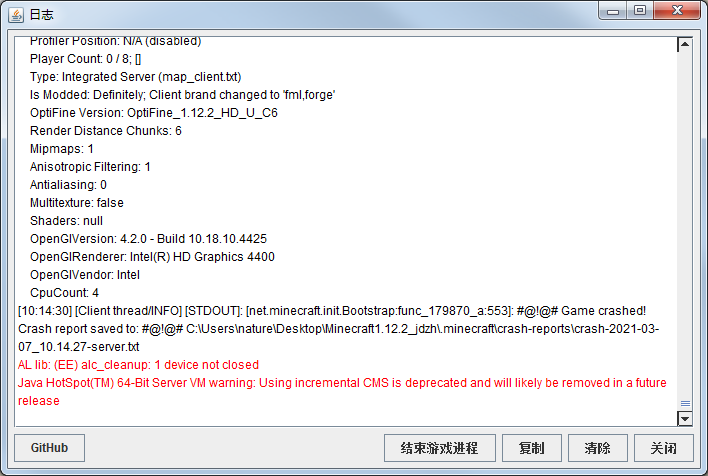 日志
Profiler Position: N/A (disabled)
Player Count: 0 / 8; []
Type: Integrated Server (map_client.txt)
Is Modded: Definitely; Client brand changed to 'fml,forge'
OptiFine Version: OptiFine_1.12.2_HD_U_C6
Render Distance Chunks: 6
Mipmaps: 1
Anisotropic Filtering: 1
Antialiasing: 0
Multitexture: false
Shaders: null
OpenGlVersion: 4.2.0 - Build 10.18.10.4425
OpenGlRenderer: Intel(R) HD Graphics 4400
OpenGlVendor: Intel
CpuCount: 4
[10:14:30] [Client thread/INFO] [STDOUT]: [net.minecraft.init.Bootstrap:func_179870_a:553]: #@!@# Game crashed!
Crash report saved to: #@!@# C:\Users\nature\Desktop\Minecraft1.12.2_jdzh\.minecraft\crash-reports\crash-2021-03-
07_10.14.27-server.txt
AL lib: (EE) alc_cleanup: 1 device not closed
Java HotSpot(TM) 64-Bit Server VM warning: Using incremental CMS is deprecated and will likely be removed in a future
release
GitHub 结束游戏进程 复制 清除 关闭